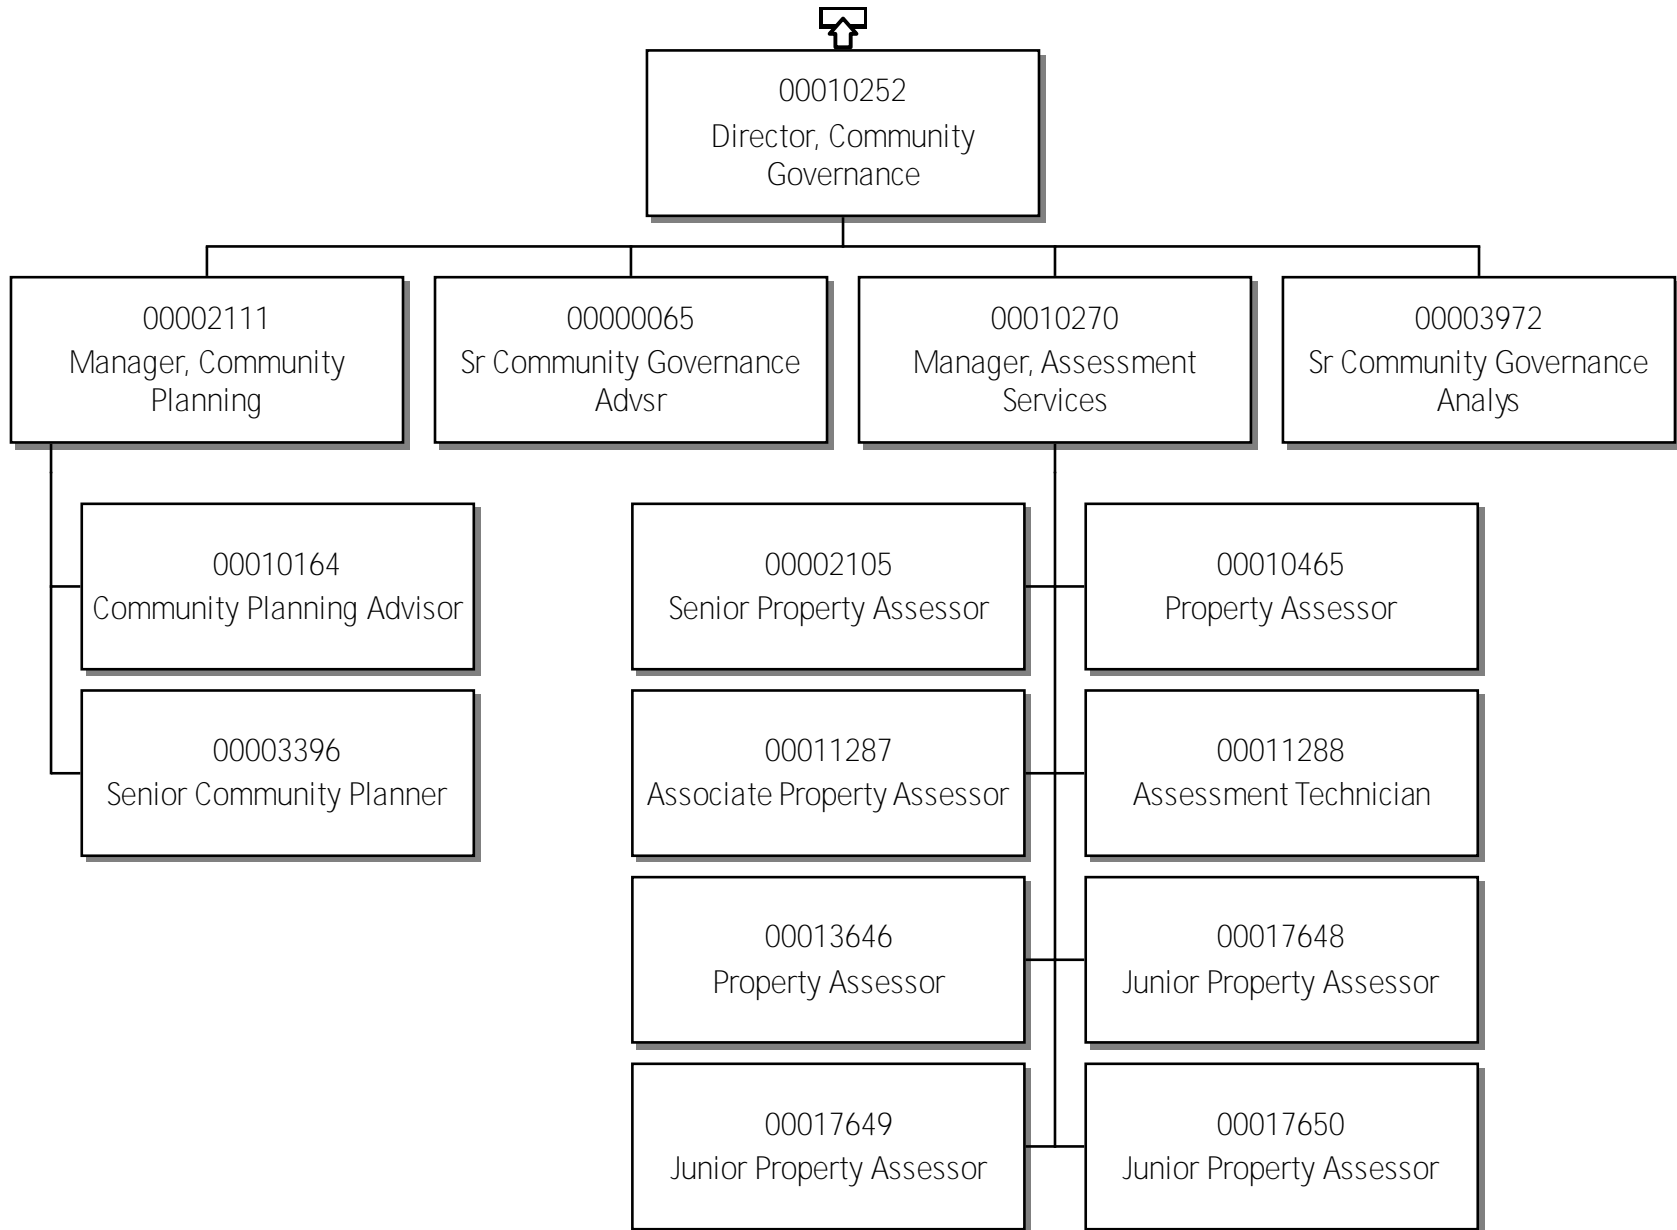 00010252
Director, Community
Governance
00002111
Manager, Community
Planning
00000065
Sr Community Governance
Advsr
00010270
Manager, Assessment
Services
00003972
Sr Community Governance
Analys
00010164
Community Planning Advisor
00003396
Senior Community Planner
00002105
Senior Property Assessor
00010465
Property Assessor
00011287
Associate Property Assessor
00011288
Assessment Technician
00013646
Property Assessor
00017648
Junior Property Assessor
00017649
Junior Property Assessor
00017650
Junior Property Assessor